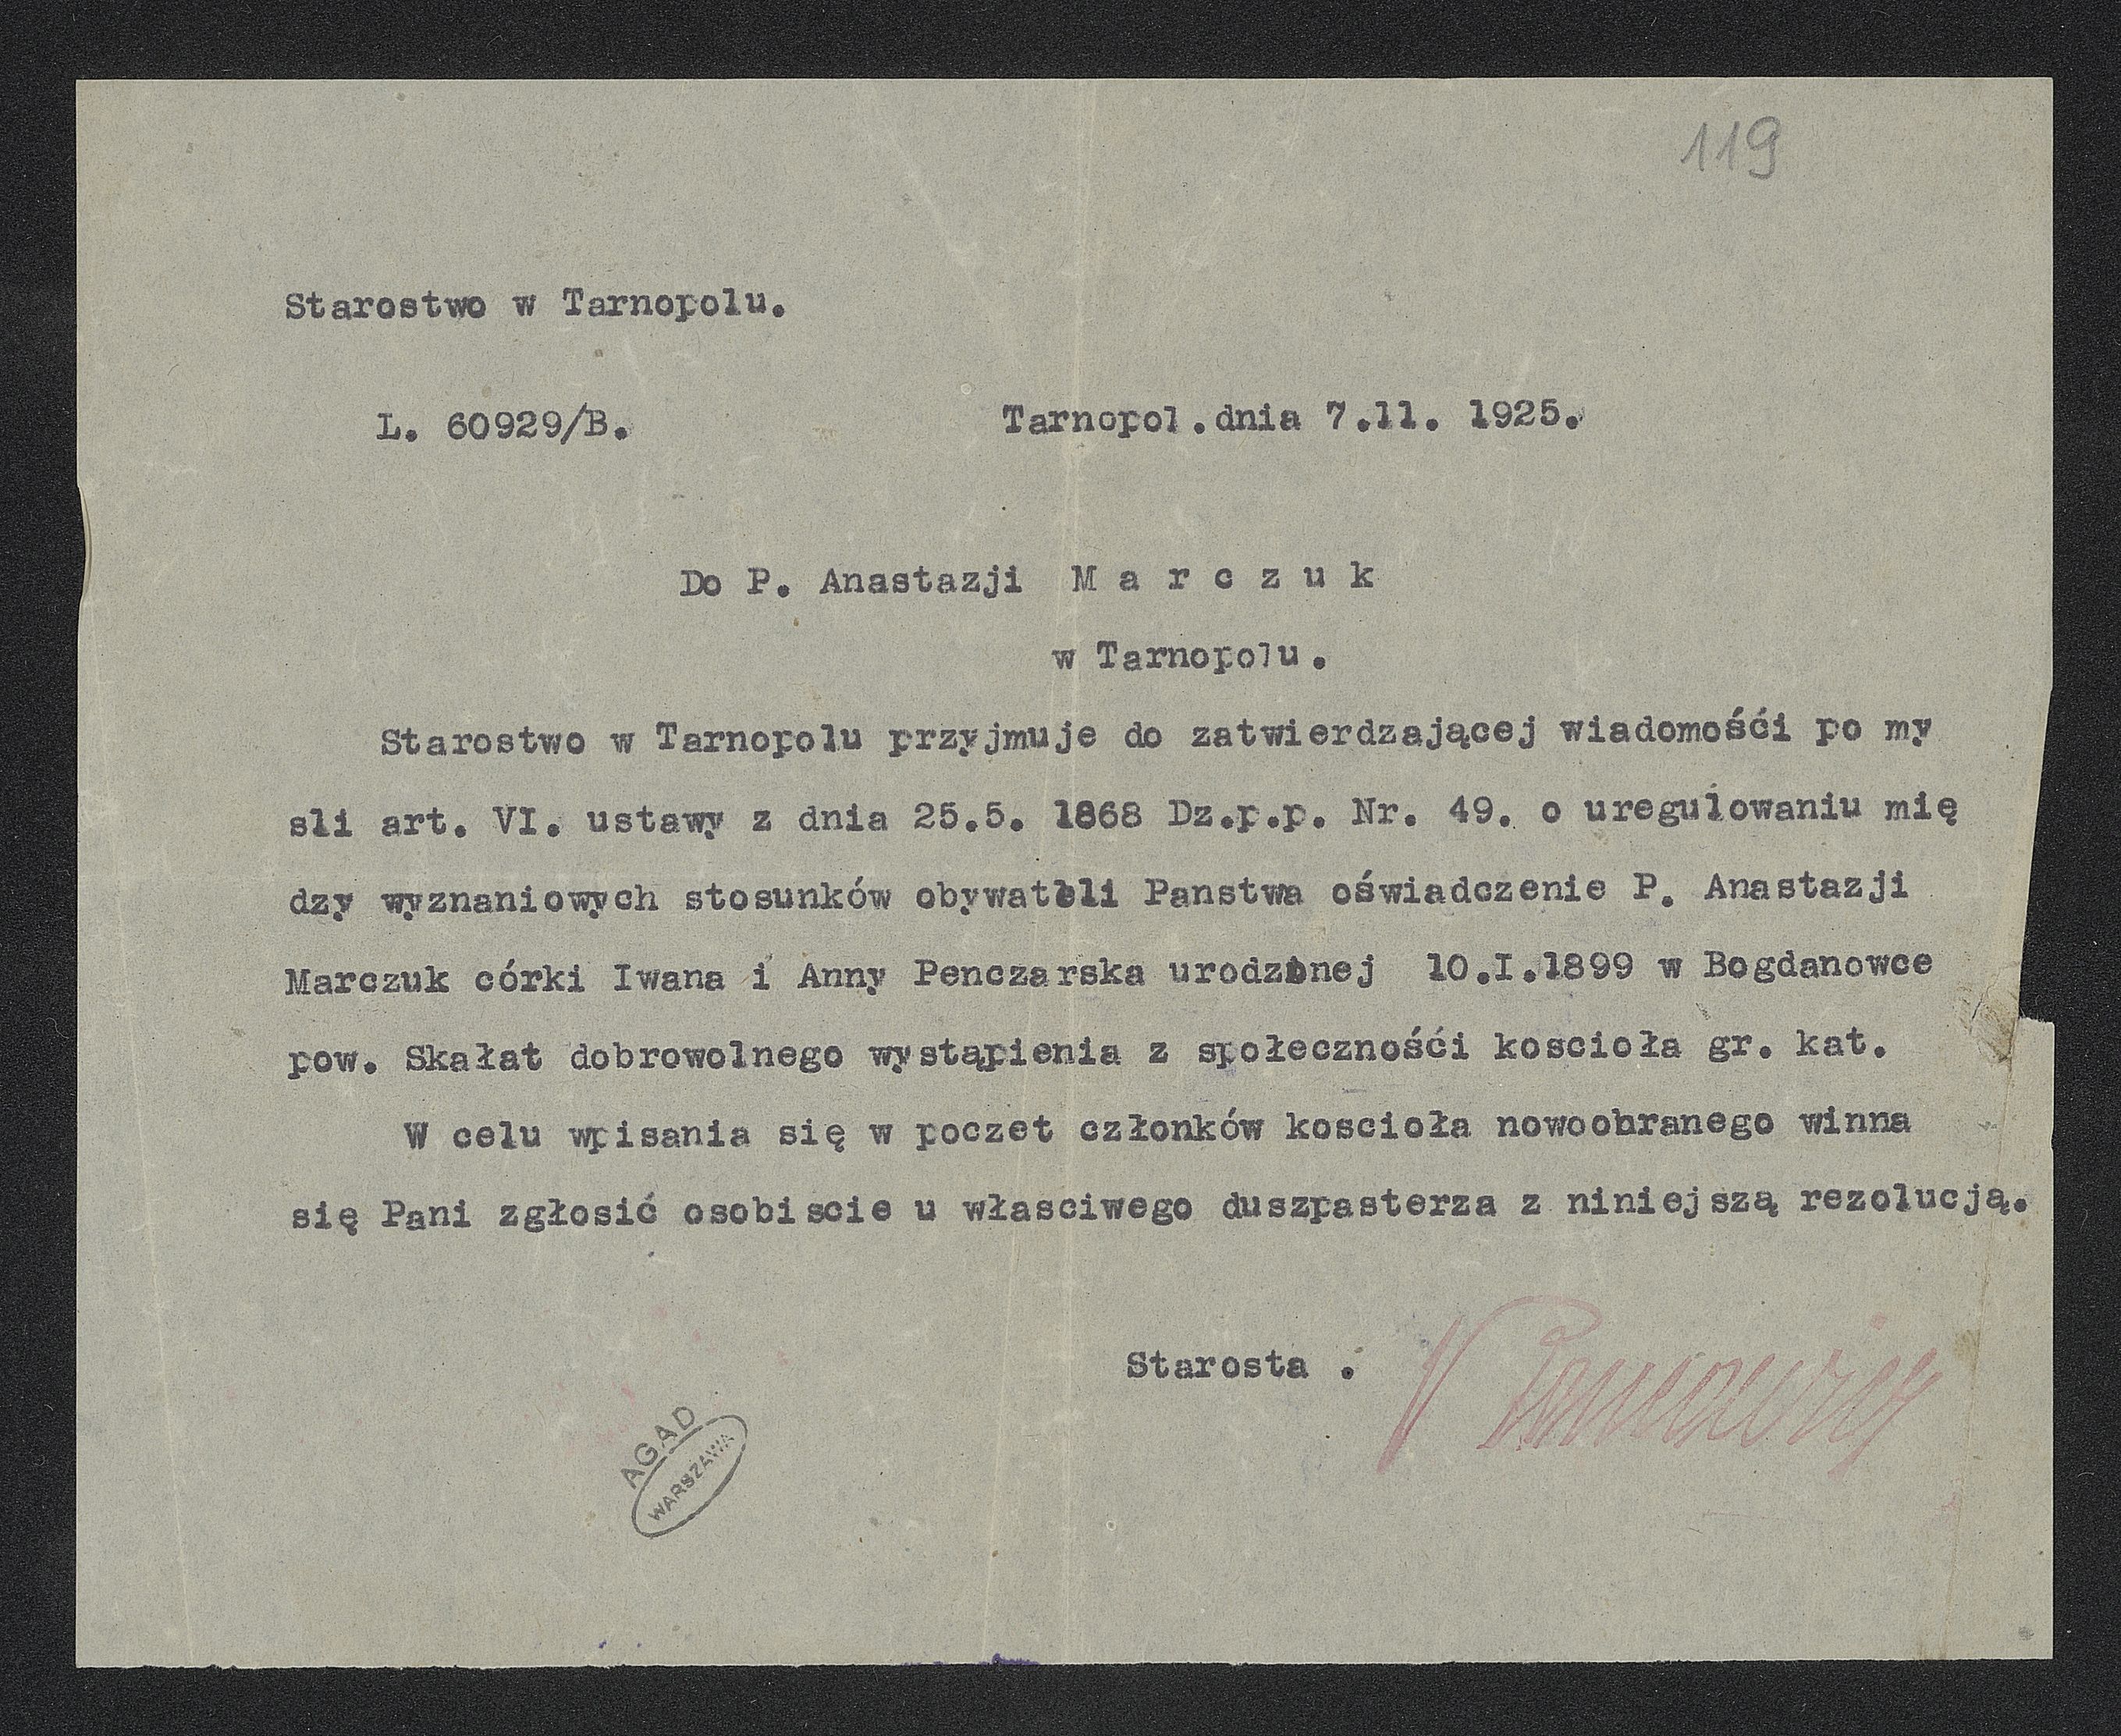 119
Starostwo w Tarnopolu.
L. 60929/B.
Tarnopol.dnia 7.11. 1925.
Do P. Anastazji M a r c z u k
w Tarnopolu.
Starostwo w Tarnopolu przyjmuje do zatwierdzającej wiadomośći po my
sli art. VI. ustawy z dnia 25.5. 1868 Dz.p.p. Nr. 49. o uregulowaniu mię
dzy wyznaniowych stosunków obywateli Panstwa oświadczenie P. Anastazji
Marczuk córki Iwana i Anny Penczarska urodzonej 10.I.1899 w Bogdanowce
pow. Skałat dobrowolnego wystąpienia z społecznośći koscioła gr. kat.
W celu wpisania się w poczet członków koscioła nowoobranego winna
się Pani zgłosić osobiscie u własciwego duszpasterza z niniejszą rezolucją.
Starosta .
AGAD
WARSZAWA